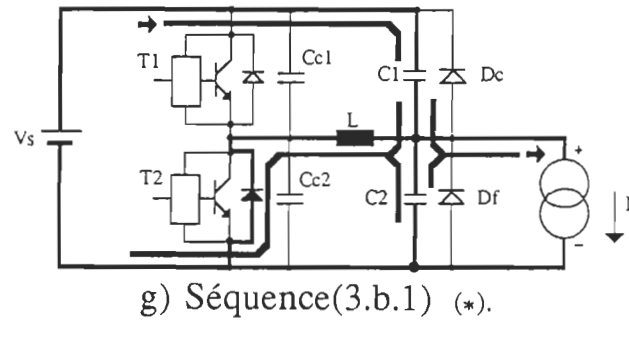 Cc1
T1
C1
Dc
Vs
L
+
T2
Cc2
C2
Df
I
-
g) Séquence(3.b.1) (*).